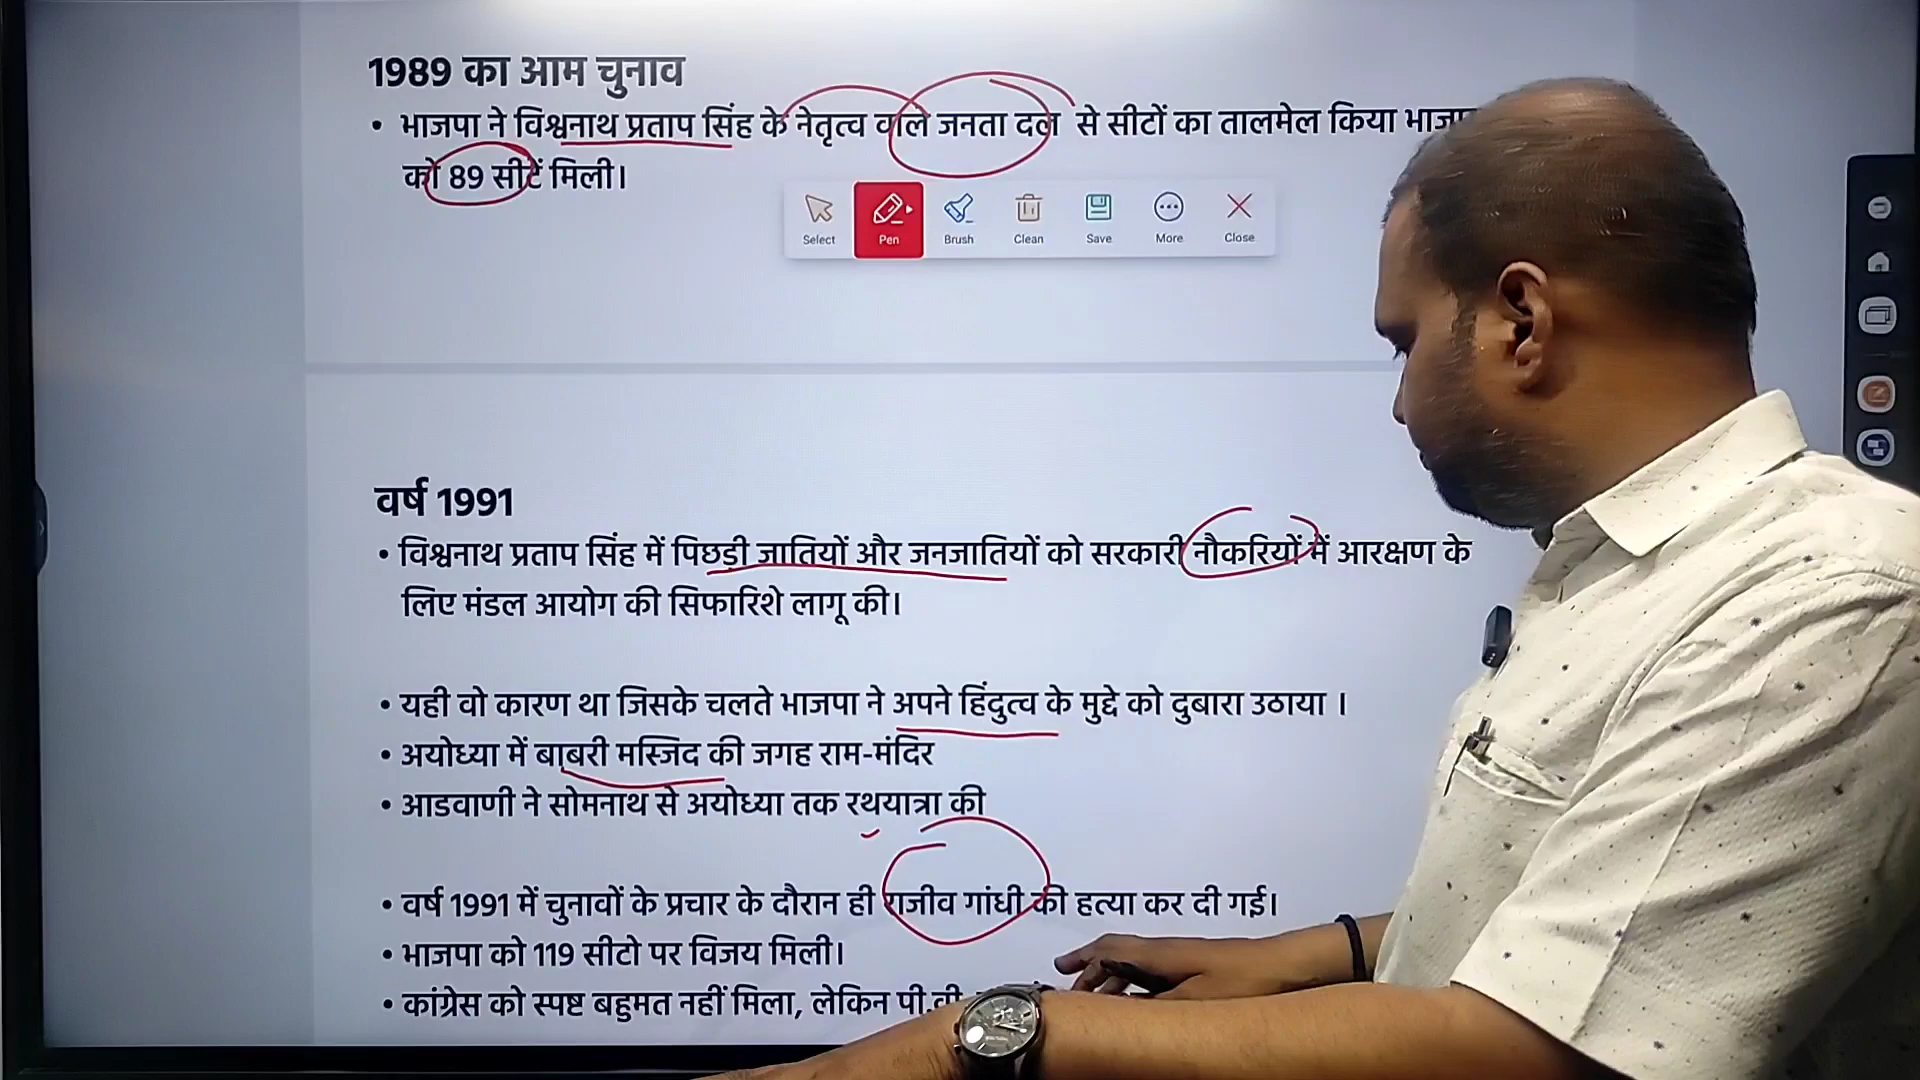 1989 का आम चुनाव
• भाजपा ने विश्वनाथ प्रताप सिंह के नेतृत्व वाले जनता दल से सीटों का तालमेल किया
को 89 सीटें मिली।
Select Pen Brush Clean Save More Close
वर्ष 1991
• विश्वनाथ प्रताप सिंह में पिछड़ी जातियों और जनजातियों को सरकारी नौकरियों में आरक्षण के
लिए मंडल आयोग की सिफारिशे लागू की।
• यही वो कारण था जिसके चलते भाजपा ने अपने हिंदुत्व के मुद्दे को दुबारा उठाया ।
• अयोध्या में बाबरी मस्जिद की जगह राम-मंदिर
• आडवाणी ने सोमनाथ से अयोध्या तक रथयात्रा की
• वर्ष 1991 में चुनावों के प्रचार के दौरान ही राजीव गांधी की हत्या कर दी गई।
• भाजपा को 119 सीटो पर विजय मिली।
• कांग्रेस को स्पष्ट बहुमत नहीं मिला, लेकिन पी.वी.